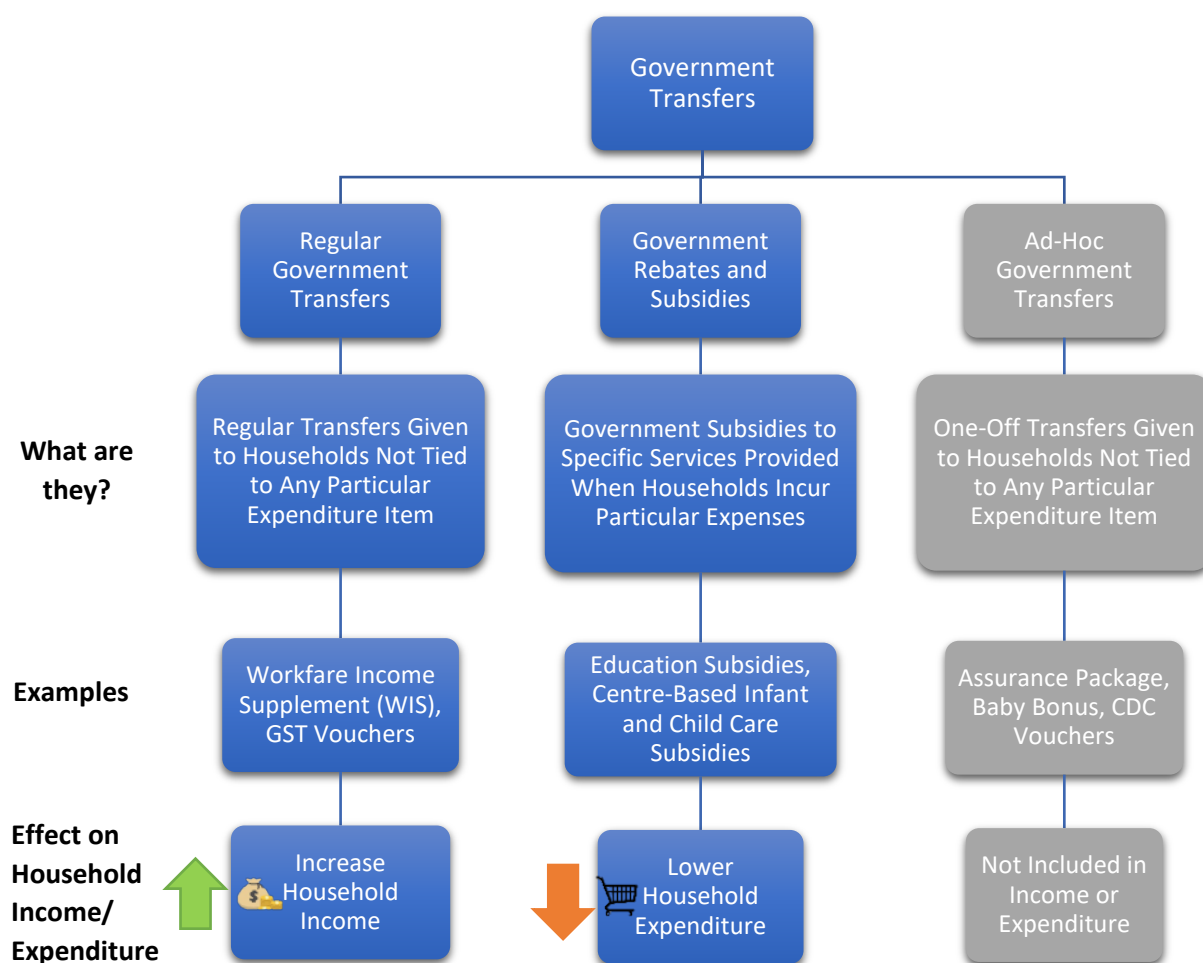 Government
Transfers
Regular
Government
Transfers
Government
Rebates and
Subsidies
Ad-Hoc
Government
Transfers
What are
they?
Regular Transfers Given
to Households Not Tied
to Any Particular
Expenditure Item
Government Subsidies to
Specific Services Provided
When Households Incur
Particular Expenses
One-Off Transfers Given
to Households Not Tied
to Any Particular
Expenditure Item
Examples
Workfare Income
Supplement (WIS),
GST Vouchers
Education Subsidies,
Centre-Based Infant
and Child Care
Subsidies
Assurance Package,
Baby Bonus, CDC
Vouchers
Effect on
Household
Income/
Expenditure
Increase
Household
Income
Lower
Household
Expenditure
Not Included in
Income or
Expenditure